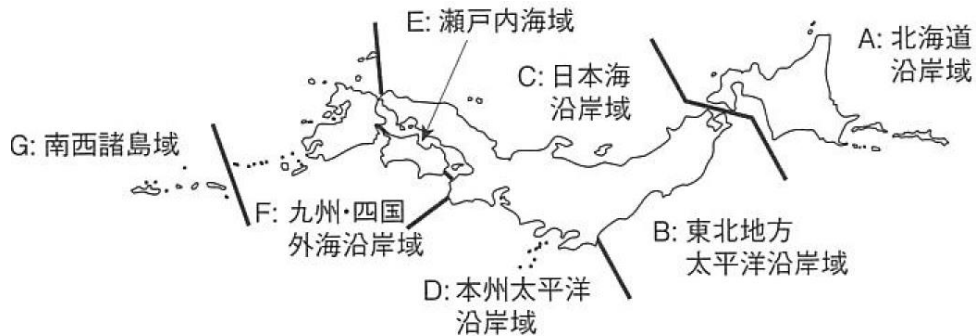 E: 瀬戸内海域
A: 北海道
沿岸域
C: 日本海
沿岸域
G: 南西諸島域
F: 九州・四国
外海沿岸域
B: 東北地方
太平洋沿岸域
D: 本州太平洋
沿岸域